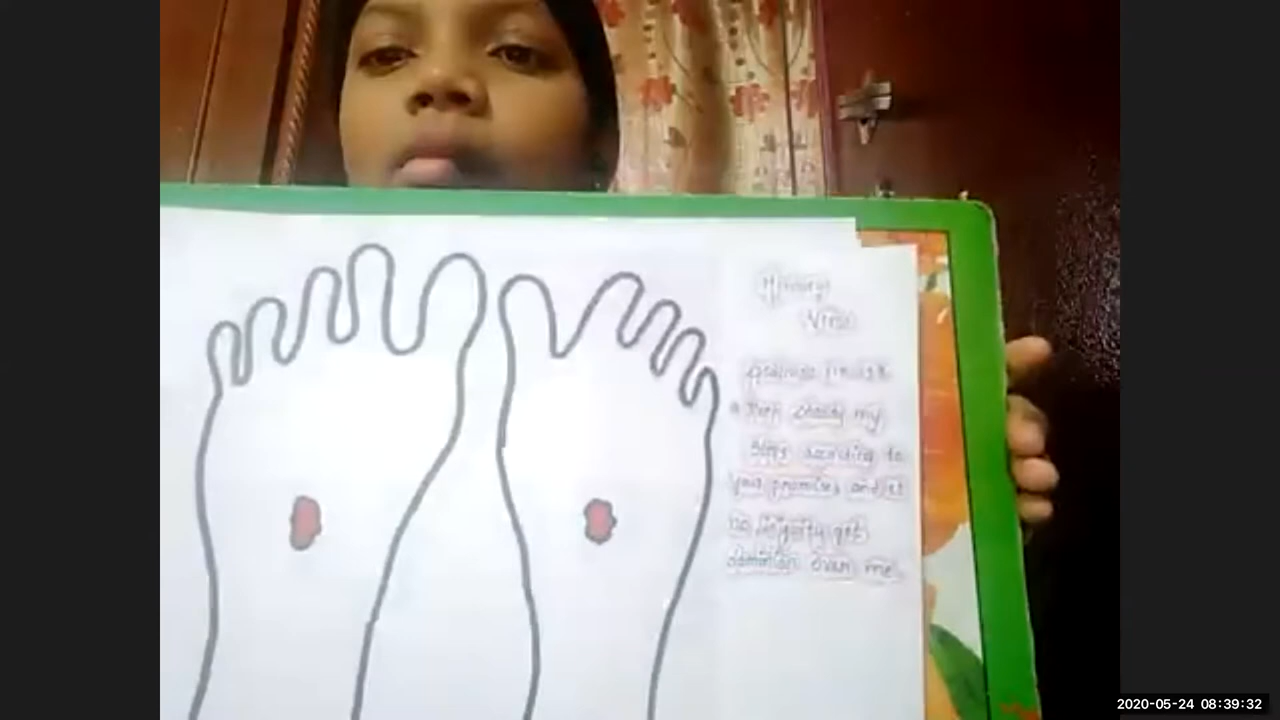 Memory
Verse
steady my
steps according to
your promises and let
no iniquity get
dominion over me.
2020-05-24 08:39:32